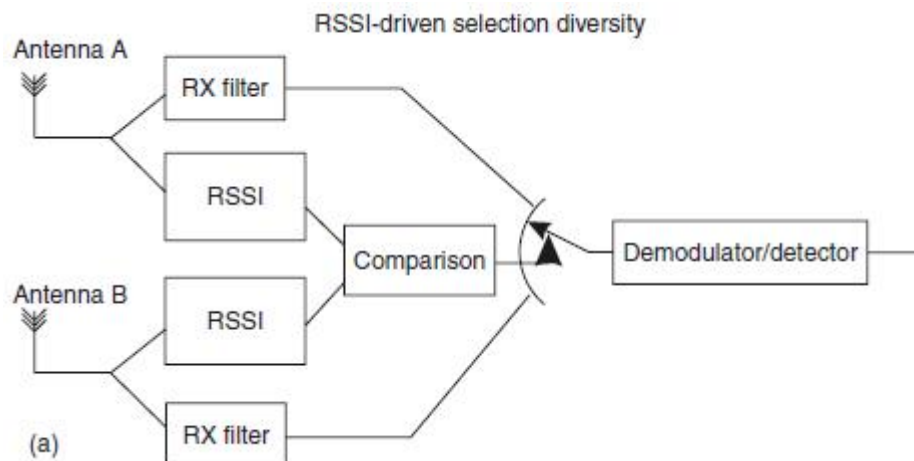 RSSI-driven selection diversity
Antenna A
RX filter
RSSI
Comparison
Demodulator/detector
Antenna B
RSSI
RX filter
(a)